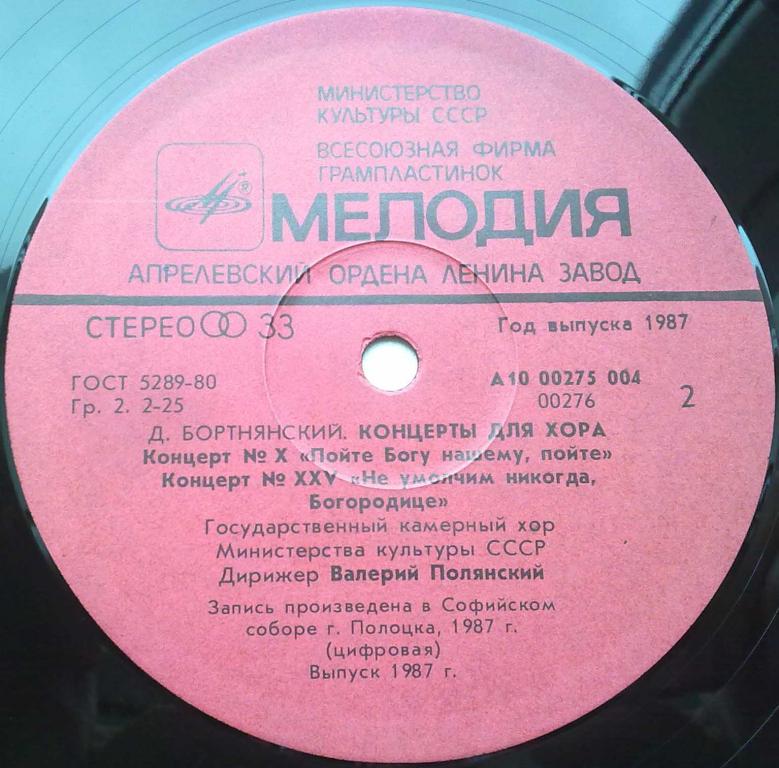 МИНИСТЕРСТВО
КУЛЬТУРЫ СССР
ВСЕСОЮЗНАЯ ФИРМА
ГРАМПЛАСТИНОК
®
МЕЛОДИЯ
АПРЕЛЕВСКИЙ ОРДЕНА ЛЕНИНА ЗАВОД
СТЕРЕО 33
Год выпуска 1987
ГОСТ 5289-80
Гр. 2. 2-25
А10 00275 004
00276
2
Д. БОРТНЯНСКИЙ. КОНЦЕРТЫ ДЛЯ ХОРА
Концерт № X «Пойте Богу нашему, пойте»
Концерт № XXV «Не умолчим никогда,
Богородице»
Государственный камерный хор
Министерства культуры СССР
Дирижер Валерий Полянский
Запись произведена в Софийском
соборе г. Полоцка, 1987 г.
(цифровая)
Выпуск 1987 г.